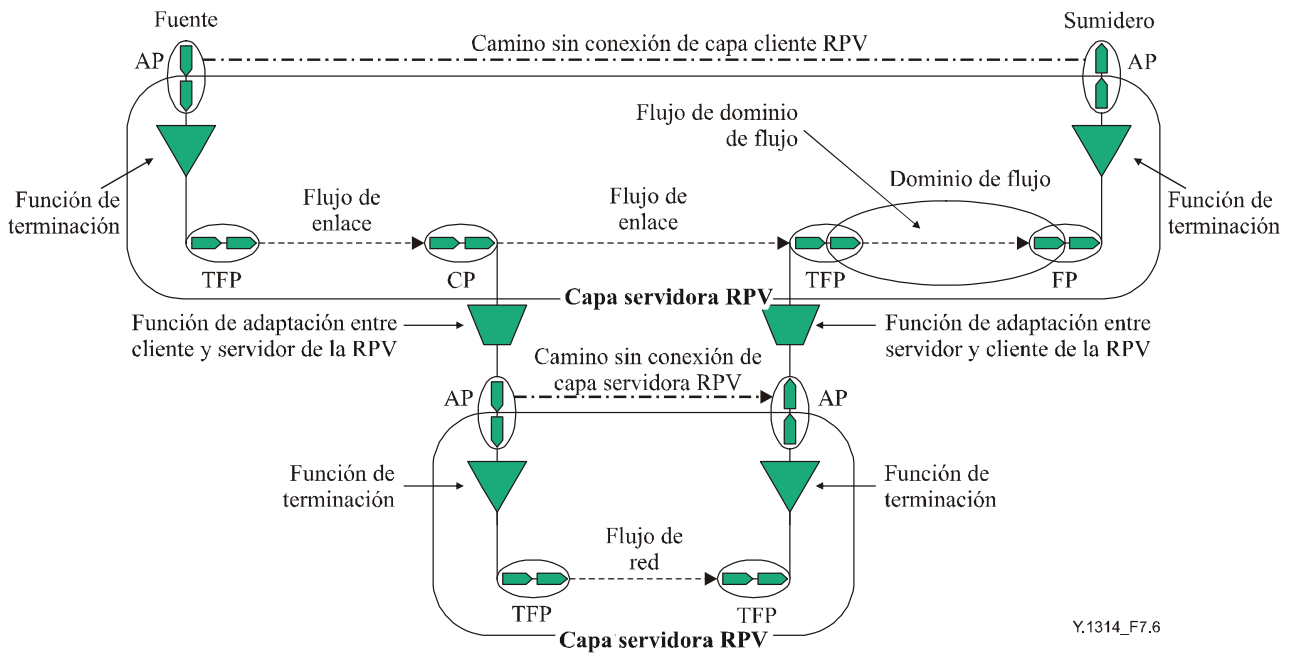 Fuente
Sumidero
Camino sin conexión de capa cliente RPV
AP
AP
Flujo de dominio
de flujo
Función de
terminación
Flujo de
enlace
Flujo de
enlace
Dominio de flujo
Función de
terminación
TFP
CP
TFP
FP
Capa servidora RPV
Función de adaptación entre
cliente y servidor de la RPV
Función de adaptación entre
servidor y cliente de la RPV
Camino sin conexión de
capa servidora RPV
AP
AP
Función de
terminación
Función de
terminación
Flujo de
red
TFP
TFP
Capa servidora RPV
Y.1314_F7.6